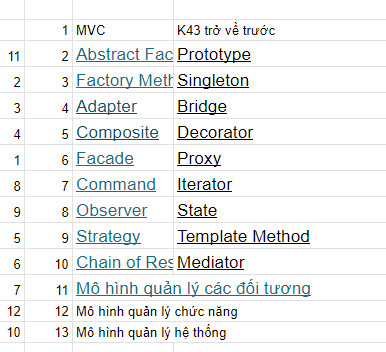 1 MVC K43 trở về trước
11 2 Abstract Fac Prototype
2 3 Factory Meth Singleton
3 4 Adapter Bridge
4 5 Composite Decorator
1 6 Facade Proxy
8 7 Command Iterator
9 8 Observer State
5 9 Strategy Template Method
6 10 Chain of Res Mediator
7 11 Mô hình quản lý các đối tượng
12 12 Mô hình quản lý chức năng
10 13 Mô hình quản lý hệ thống